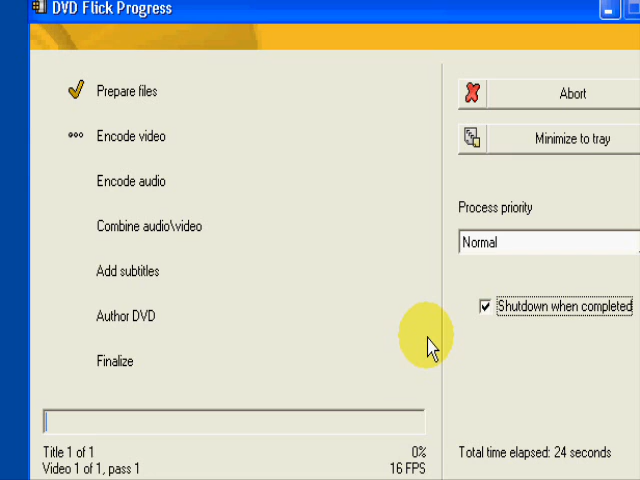 DVD Flick Progress
Prepare files
Abort
Encode video
Minimize to tray
Encode audio
Process priority
Combine audio\video
Normal
Add subtitles
Shutdown when completed
Author DVD
Finalize
Title 1 of 1
0%
Total time elapsed: 24 seconds
Video 1 of 1, pass 1
16 FPS